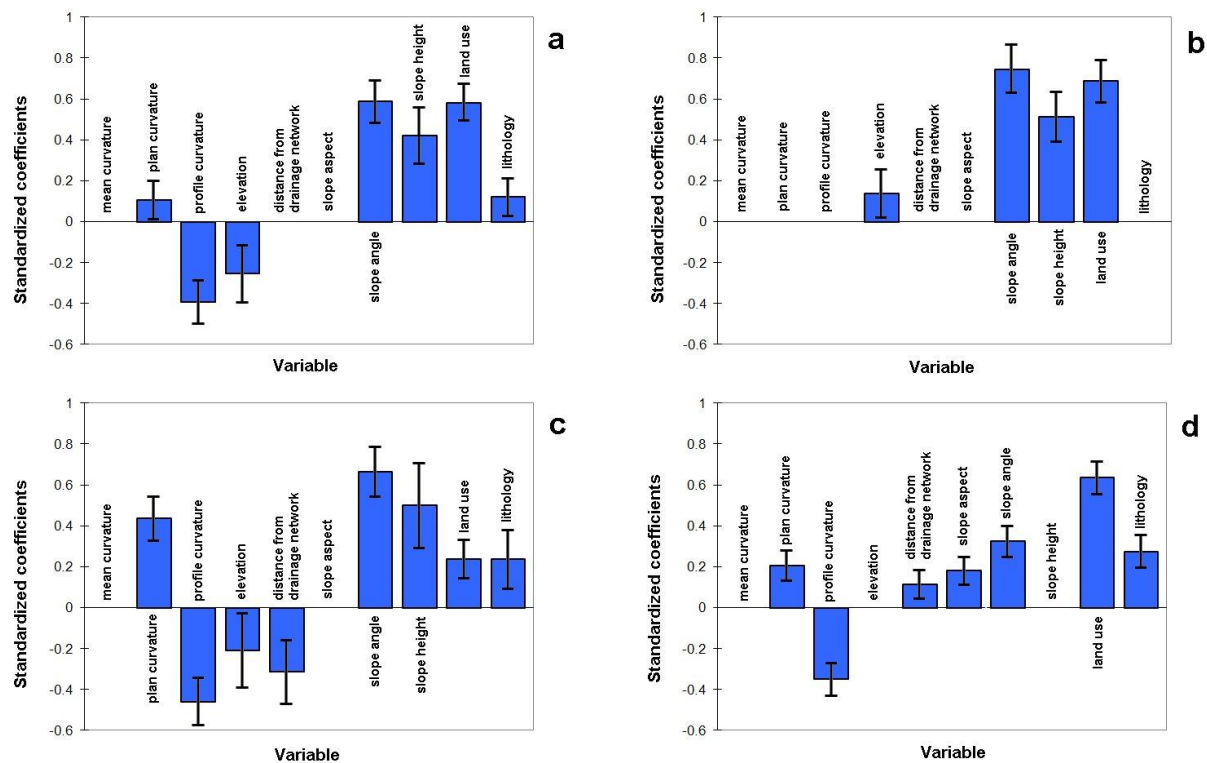 a
Standardized coefficients
1
0.8
0.6
0.4
0.2
0
-0.2
-0.4
-0.6
mean curvature
plan curvature
profile curvature
elevation
distance from
drainage network
slope aspect
slope angle
slope height
land use
lithology
Variable
b
Standardized coefficients
1
0.8
0.6
0.4
0.2
0
-0.2
-0.4
-0.6
mean curvature
plan curvature
profile curvature
elevation
distance from
drainage network
slope aspect
slope angle
slope height
land use
lithology
Variable
c
Standardized coefficients
1
0.8
0.6
0.4
0.2
0
-0.2
-0.4
-0.6
mean curvature
plan curvature
profile curvature
elevation
distance from
drainage network
slope aspect
slope angle
slope height
land use
lithology
Variable
d
Standardized coefficients
1
0.8
0.6
0.4
0.2
0
-0.2
-0.4
-0.6
mean curvature
plan curvature
profile curvature
elevation
distance from
drainage network
slope aspect
slope angle
slope height
land use
lithology
Variable